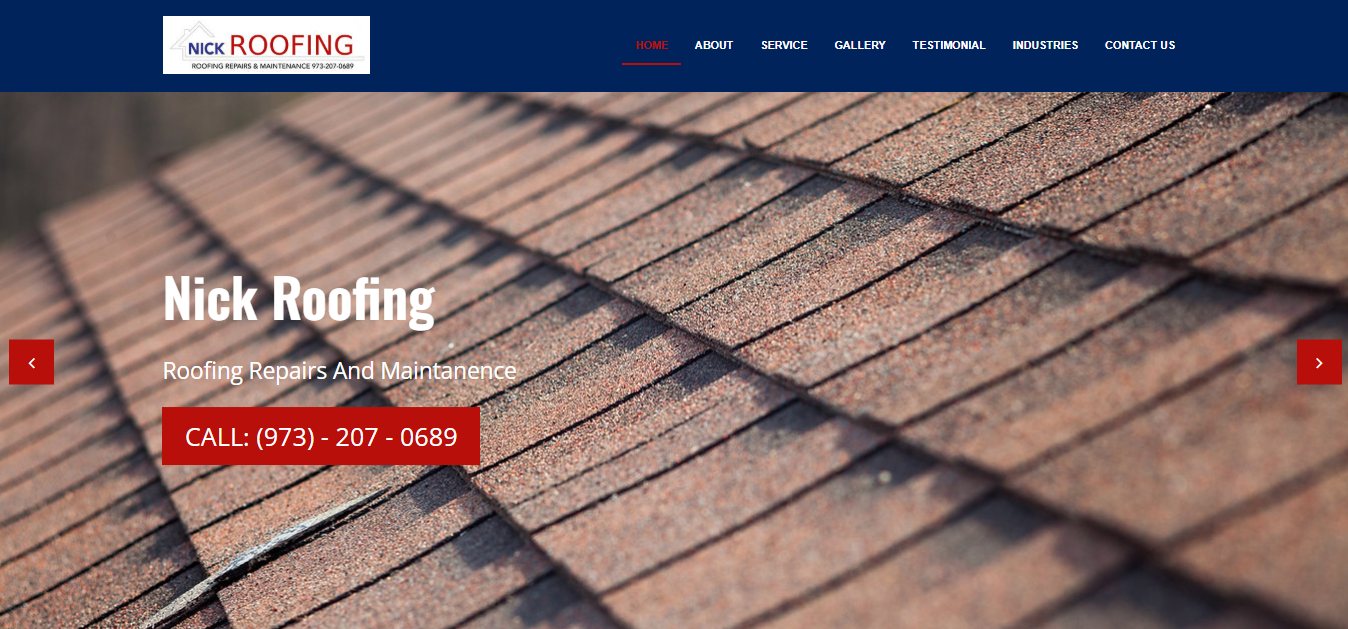 NICK ROOFING
ROOFING REPAIRS & MAINTENANCE 973-207-0689
HOME ABOUT SERVICE GALLERY TESTIMONIAL INDUSTRIES CONTACT US
Nick Roofing
Roofing Repairs And Maintanence
CALL: (973) - 207 - 0689